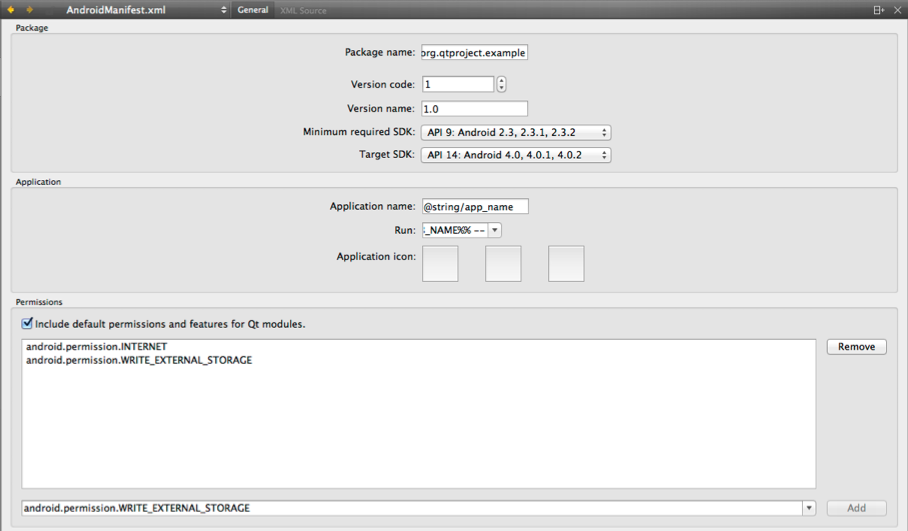 AndroidManifest.xml General XML Source
Package
Package name: org.qtproject.example
Version code: 1
Version name: 1.0
Minimum required SDK: API 9: Android 2.3, 2.3.1, 2.3.2
Target SDK: API 14: Android 4.0, 4.0.1, 4.0.2
Application
Application name: @string/app_name
Run: _NAME%% --
Application icon:
Permissions
Include default permissions and features for Qt modules.
android.permission.INTERNET
Remove
android.permission.WRITE_EXTERNAL_STORAGE
android.permission.WRITE_EXTERNAL_STORAGE Add